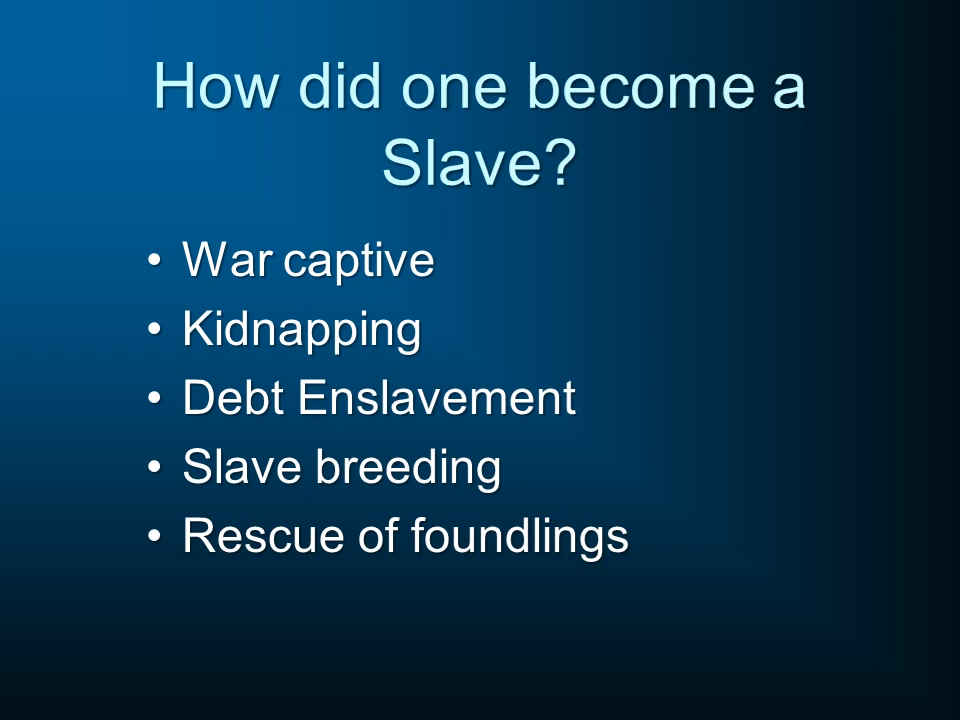 How did one become a
Slave?
• War captive
• Kidnapping
• Debt Enslavement
• Slave breeding
• Rescue of foundlings